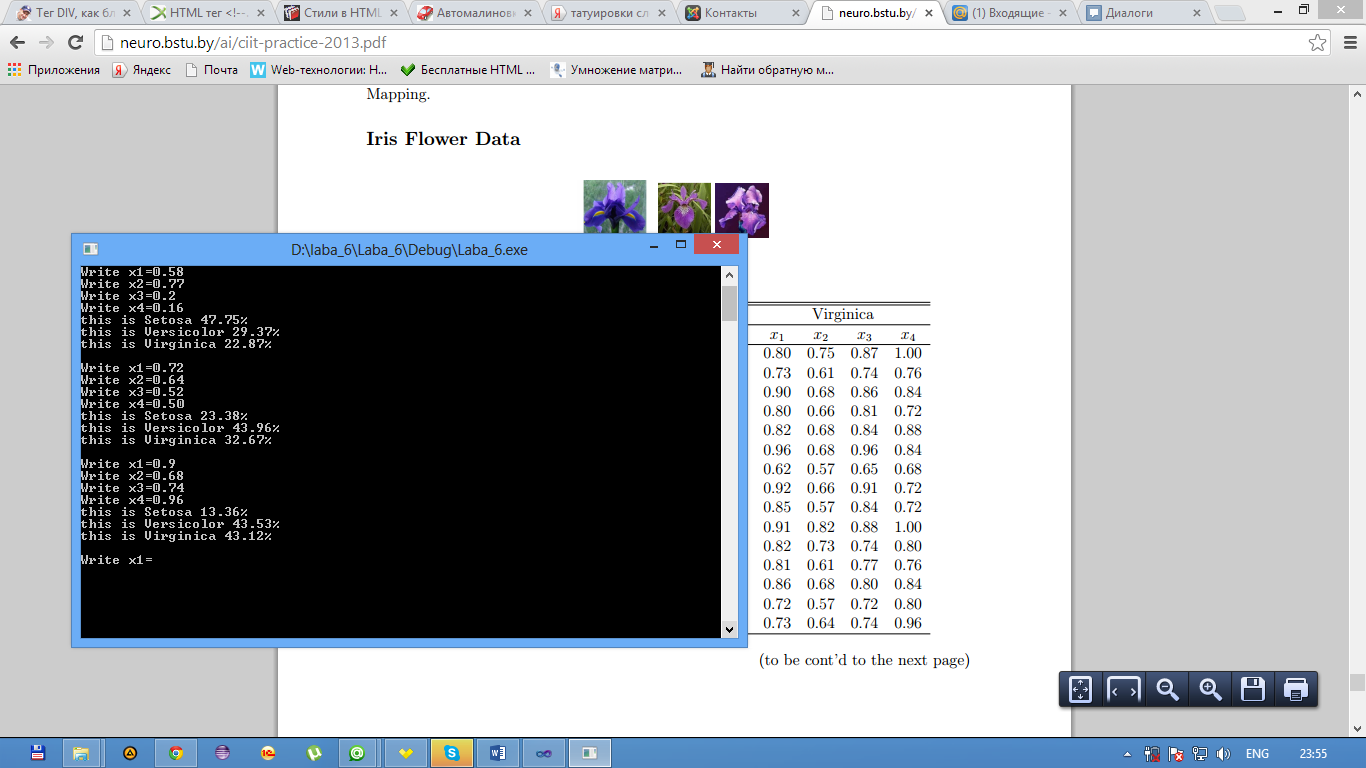 Тег DIV, как бл
HTML тег <!--.
Стили в HTML
Автомалиновк
татуировки сл
Контакты
neuro.bstu.by/
(1) Входящие -
Диалоги
neuro.bstu.by/ai/ciit-practice-2013.pdf
Приложения
Яндекс
Почта
Web-технологии: Н...
Бесплатные HTML ...
Умножение матри...
Найти обратную м...
Mapping.
Iris Flower Data
D:\laba_6\Laba_6\Debug\Laba_6.exe
Write x1=0.58
Write x2=0.77
Write x3=0.2
Write x4=0.16
this is Setosa 47.75%
this is Versicolor 29.37%
this is Virginica 22.87%
Write x1=0.72
Write x2=0.64
Write x3=0.52
Write x4=0.50
this is Setosa 23.38%
this is Versicolor 43.96%
this is Virginica 32.67%
Write x1=0.9
Write x2=0.68
Write x3=0.74
Write x4=0.96
this is Setosa 13.36%
this is Versicolor 43.53%
this is Virginica 43.12%
Write x1=
Virginica
x1 x2 x3 x4
0.80 0.75 0.87 1.00
0.73 0.61 0.74 0.76
0.90 0.68 0.86 0.84
0.80 0.66 0.81 0.72
0.82 0.68 0.84 0.88
0.96 0.68 0.96 0.84
0.62 0.57 0.65 0.68
0.92 0.66 0.91 0.72
0.85 0.57 0.84 0.72
0.91 0.82 0.88 1.00
0.82 0.73 0.74 0.80
0.81 0.61 0.77 0.76
0.86 0.68 0.80 0.84
0.72 0.57 0.72 0.80
0.73 0.64 0.74 0.96
(to be cont'd to the next page)
ENG
23:55